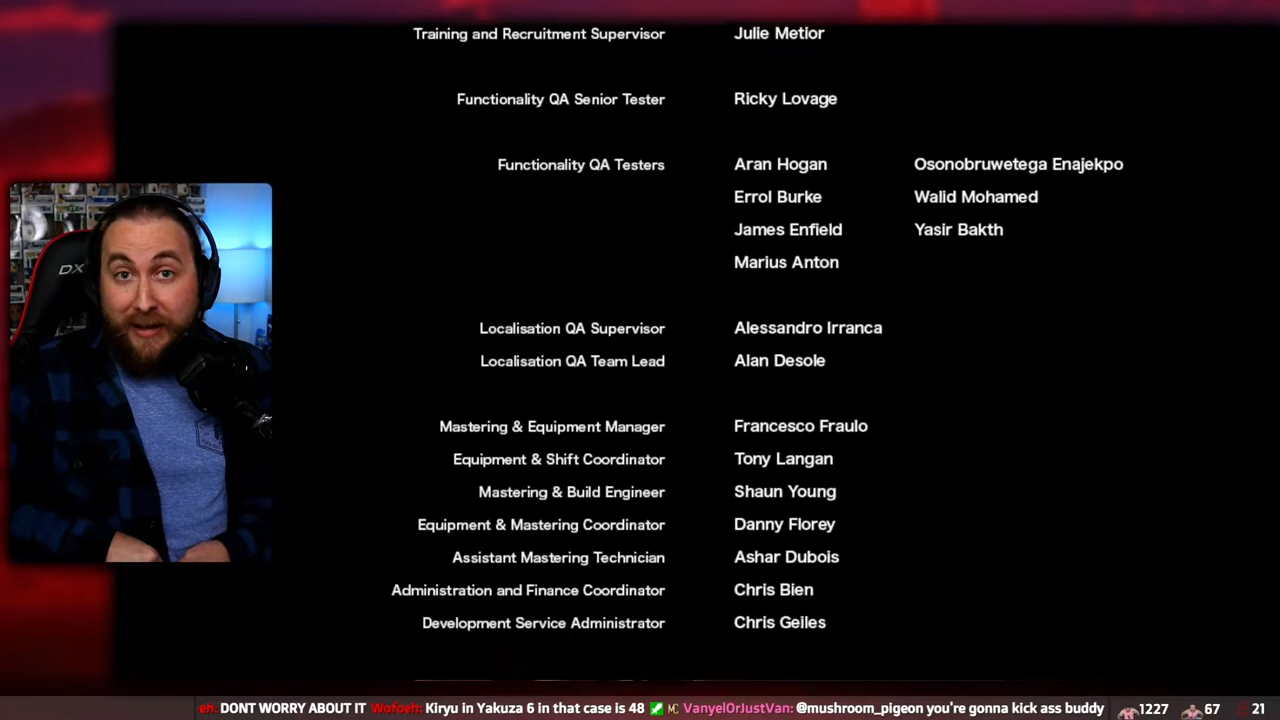 Training and Recruitment Supervisor Julie Metior
Functionality QA Senior Tester Ricky Lovage
Functionality QA Testers Aran Hogan Osonobruwetega Enajekpo
Errol Burke Walid Mohamed
James Enfield Yasir Bakth
Marius Anton
DX
Localisation QA Supervisor Alessandro Irranca
Localisation QA Team Lead Alan Desole
Mastering & Equipment Manager Francesco Fraulo
Equipment & Shift Coordinator Tony Langan
Mastering & Build Engineer Shaun Young
Equipment & Mastering Coordinator Danny Florey
Assistant Mastering Technician Ashar Dubois
Administration and Finance Coordinator Chris Bien
Development Service Administrator Chris Geiles
eh: DONT WORRY ABOUT IT Wofoeh: Kiryu in Yakuza 6 in that case is 48 VanyelOrJustVan: @mushroom_pigeon you're gonna kick ass buddy 1227 67 21